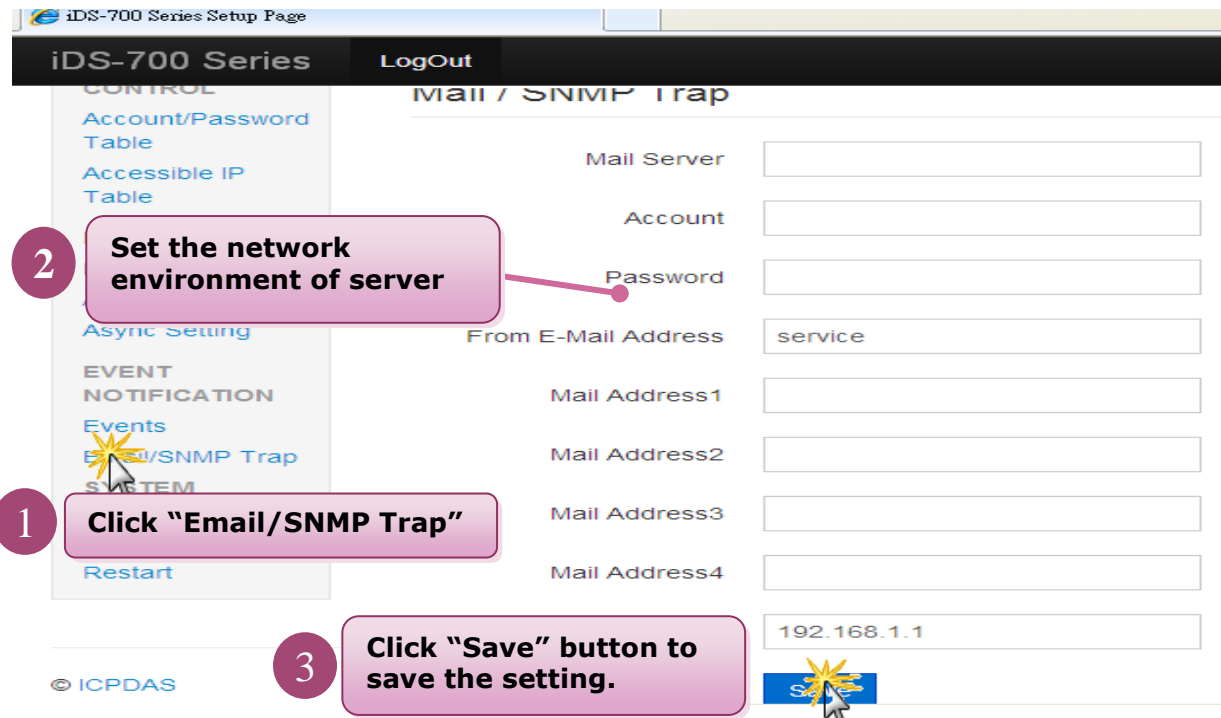 iDS-700 Series Setup Page
iDS-700 Series
LogOut
CONTROL
Account/Password
Table
Accessible IP
Table
Async Setting
EVENT
NOTIFICATION
Events
Email/SNMP Trap
SYSTEM
Restart
© ICPDAS
Mail / SNMP Trap
Mail Server
Account
Password
From E-Mail Address
service
Mail Address1
Mail Address2
Mail Address3
Mail Address4
192.168.1.1
Save
1
Click “Email/SNMP Trap”
2
Set the network
environment of server
3
Click “Save” button to
save the setting.